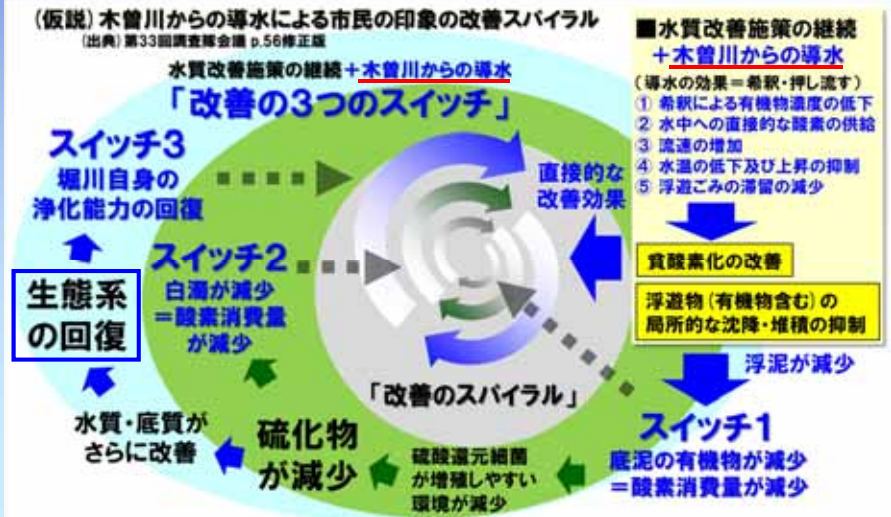 (仮説)木曽川からの導水による市民の印象の改善スパイラル
(出典)第33回調査隊会議 p.56修正版
水質改善施策の継続+木曽川からの導水
「改善の3つのスイッチ」
スイッチ3
堀川自身の
浄化能力の回復
スイッチ2
白濁が減少
=酸素消費量
が減少
生態系
の回復
水質・底質が
さらに改善
硫化物
が減少
硫酸還元細菌
が増殖しやすい
環境が減少
「改善のスパイラル」
直接的な
改善効果
■水質改善施策の継続
+木曽川からの導水
(導水の効果=希釈・押し流す)
① 希釈による有機物濃度の低下
② 水中への直接的な酸素の供給
③ 流速の増加
④ 水温の低下及び上昇の抑制
⑤ 浮遊ごみの滞留の減少
貧酸素化の改善
浮遊物(有機物含む)の
局所的な沈降・堆積の抑制
浮泥が減少
スイッチ1
底泥の有機物が減少
=酸素消費量が減少